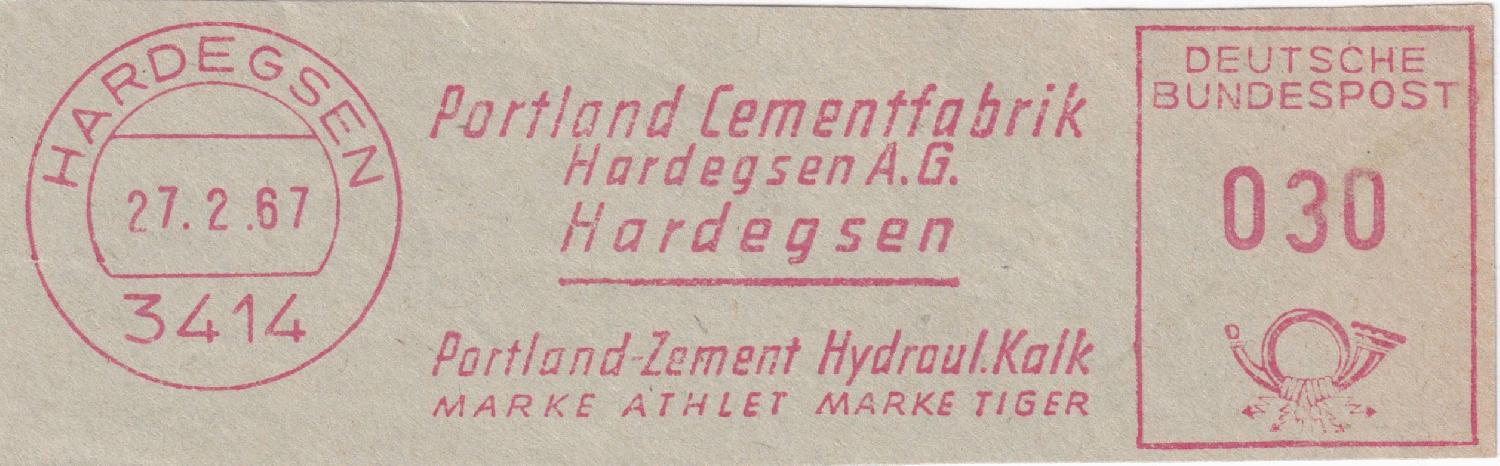 HARDEGSEN
27.2.67
3414
Portland Cementfabrik
Hardegsen A.G.
Hardegsen
Portland-Zement Hydraul.Kalk
MARKE ATHLET MARKE TIGER
DEUTSCHE
BUNDESPOST
030
D